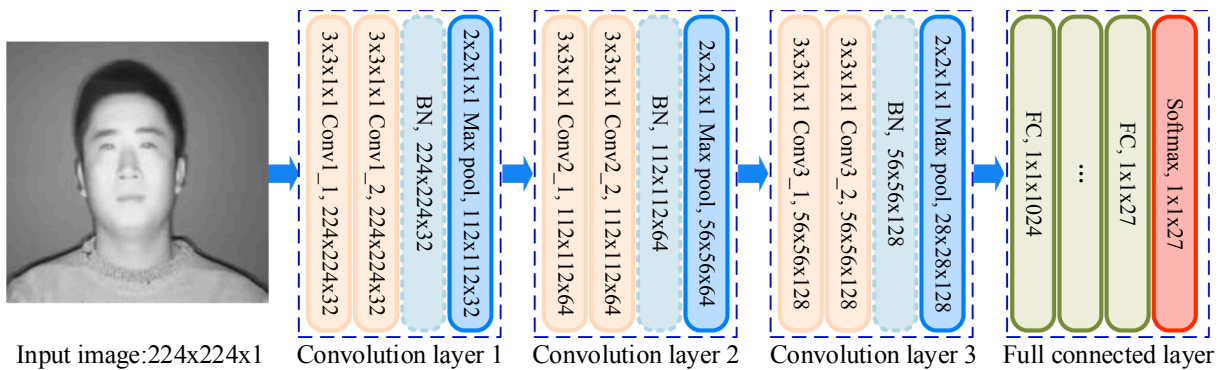 3x3x1x1 Conv1_1, 224x224x32
3x3x1x1 Conv1_2, 224x224x32
BN, 224x224x32
2x2x1x1 Max pool, 112x112x32
3x3x1x1 Conv2_1, 112x112x64
3x3x1x1 Conv2_2, 112x112x64
BN, 112x112x64
2x2x1x1 Max pool, 56x56x64
3x3x1x1 Conv3_1, 56x56x128
3x3x1x1 Conv3_2, 56x56x128
BN, 56x56x128
2x2x1x1 Max pool, 28x28x128
FC, 1x1x1024
...
FC, 1x1x27
Softmax, 1x1x27
Input image:224x224x1
Convolution layer 1
Convolution layer 2
Convolution layer 3
Full connected layer